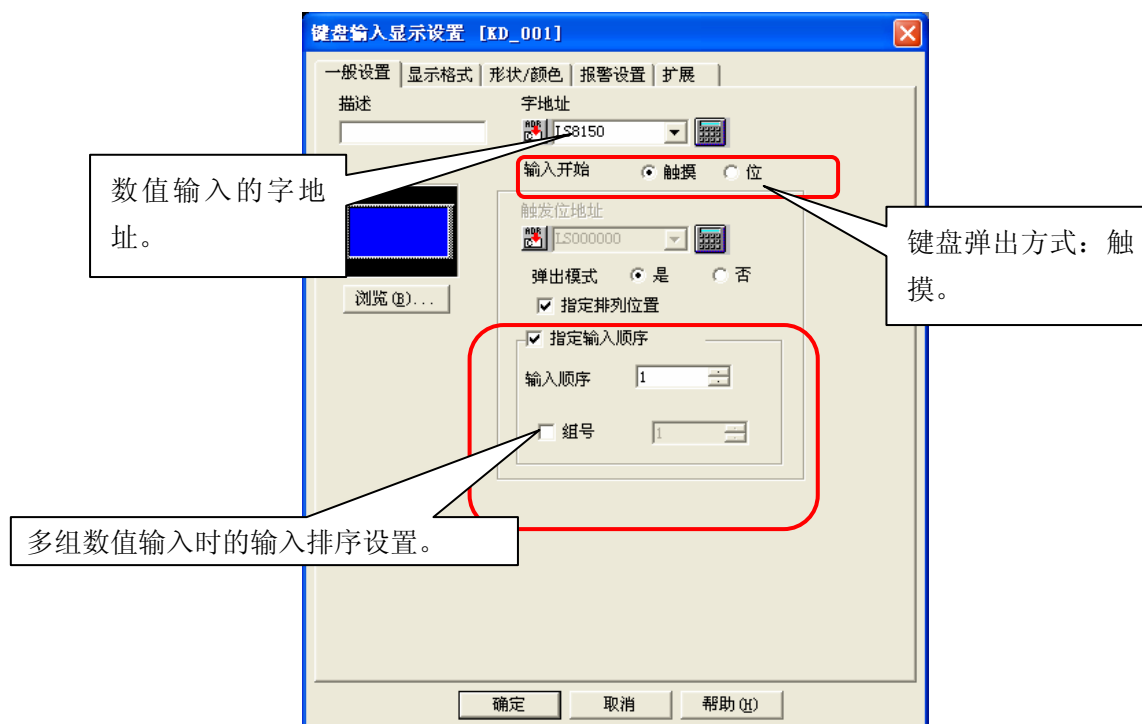 键盘输入显示设置 [KD_001]
一般设置 显示格式 形状/颜色 报警设置 扩展
描述 字地址
LS8150
输入开始 触摸 位
数值输入的字地
址。
触发位地址
LS000000
键盘弹出方式：触
摸。
弹出模式 是 否
浏览(B)...
指定排列位置
指定输入顺序
输入顺序 1
组号 1
多组数值输入时的输入排序设置。
确定 取消 帮助(H)